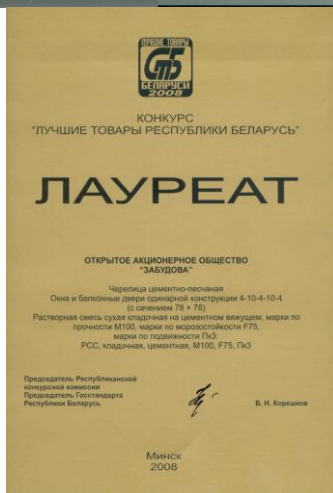 ЛУЧШИЕ ТОВАРЫ
СТБ
БЕЛАРУСИ
2008
КОНКУРС
"ЛУЧШИЕ ТОВАРЫ РЕСПУБЛИКИ БЕЛАРУСЬ"
ЛАУРЕАТ
ОТКРЫТОЕ АКЦИОНЕРНОЕ ОБЩЕСТВО
"ЗАБУДОВА"
Черепица цементно-песчаная
Окна и балконные двери одинарной конструкции 4-10-4-10-4
(с сечением 78 × 78)
Растворная смесь сухая кладочная на цементном вяжущем, марки по
прочности М100, марки по морозостойкости F75,
марки по подвижности Пк3:
РСС, кладочная, цементная, М100, F75, Пк3
Председатель Республиканской
конкурсной комиссии
Председатель Госстандарта
Республики Беларусь
В. Н. Корешков
Минск
2008